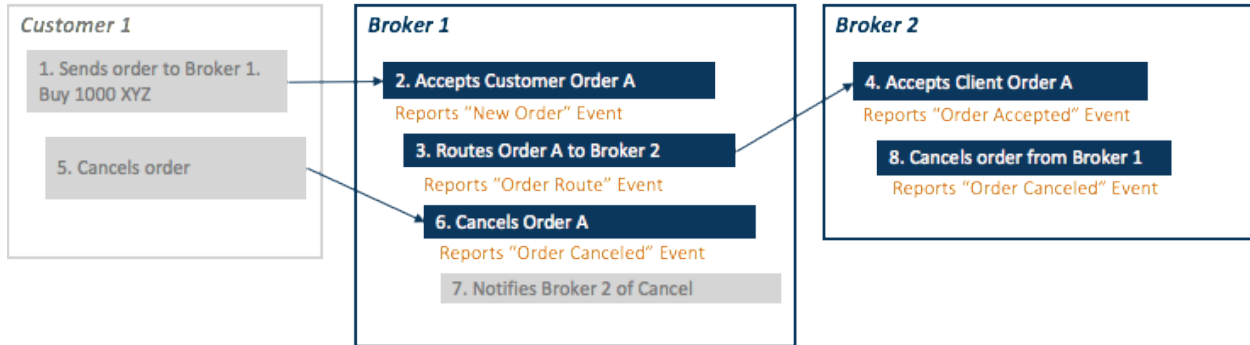 Customer 1
1. Sends order to Broker 1.
Buy 1000 XYZ
5. Cancels order
Broker 1
2. Accepts Customer Order A
Reports "New Order" Event
3. Routes Order A to Broker 2
Reports "Order Route" Event
6. Cancels Order A
Reports "Order Canceled" Event
7. Notifies Broker 2 of Cancel
Broker 2
4. Accepts Client Order A
Reports "Order Accepted" Event
8. Cancels order from Broker 1
Reports "Order Canceled" Event